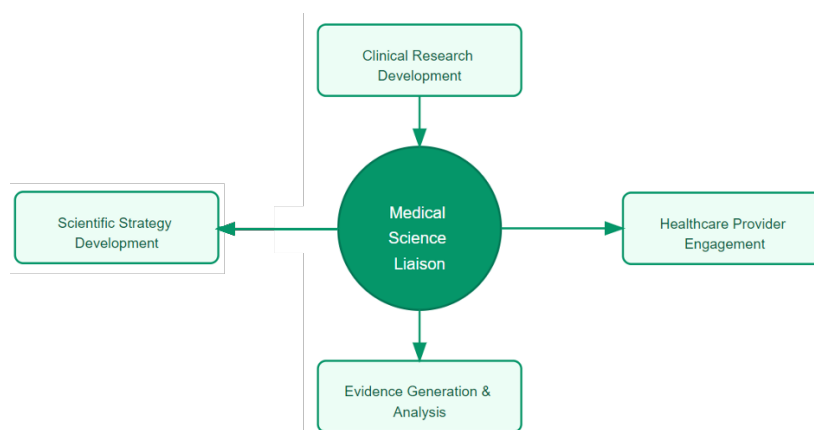 Clinical Research
Development
Medical
Science
Liaison
Scientific Strategy
Development
Healthcare Provider
Engagement
Evidence Generation &
Analysis